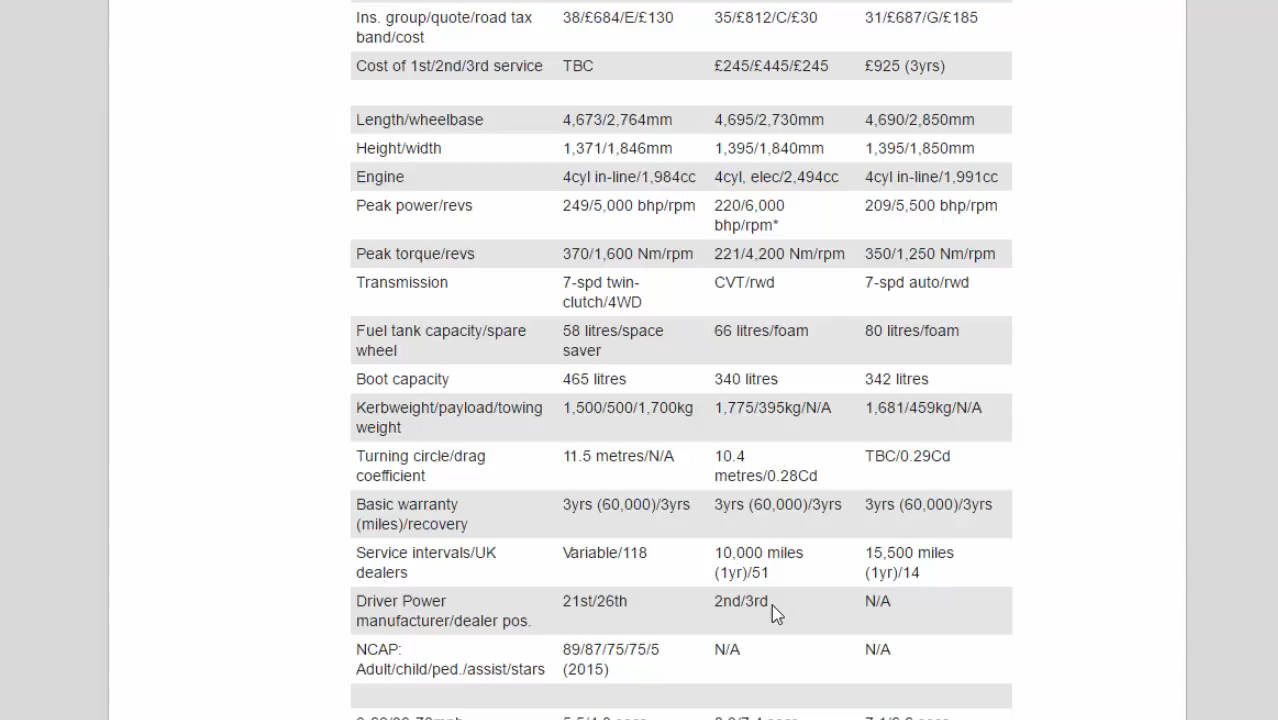 Ins. group/quote/road tax 38/£684/E/£130 35/£812/C/£30 31/£687/G/£185
band/cost
Cost of 1st/2nd/3rd service TBC £245/£445/£245 £925 (3yrs)
Length/wheelbase 4,673/2,764mm 4,695/2,730mm 4,690/2,850mm
Height/width 1,371/1,846mm 1,395/1,840mm 1,395/1,850mm
Engine 4cyl in-line/1,984cc 4cyl, elec/2,494cc 4cyl in-line/1,991cc
Peak power/revs 249/5,000 bhp/rpm 220/6,000 209/5,500 bhp/rpm
bhp/rpm*
Peak torque/revs 370/1,600 Nm/rpm 221/4,200 Nm/rpm 350/1,250 Nm/rpm
Transmission 7-spd twin- CVT/rwd 7-spd auto/rwd
clutch/4WD
Fuel tank capacity/spare 58 litres/space 66 litres/foam 80 litres/foam
wheel saver
Boot capacity 465 litres 340 litres 342 litres
Kerbweight/payload/towing 1,500/500/1,700kg 1,775/395kg/N/A 1,681/459kg/N/A
weight
Turning circle/drag 11.5 metres/N/A 10.4 TBC/0.29Cd
coefficient metres/0.28Cd
Basic warranty 3yrs (60,000)/3yrs 3yrs (60,000)/3yrs 3yrs (60,000)/3yrs
(miles)/recovery
Service intervals/UK Variable/118 10,000 miles 15,500 miles
dealers (1yr)/51 (1yr)/14
Driver Power 21st/26th 2nd/3rd N/A
manufacturer/dealer pos.
NCAP: 89/87/75/75/5 N/A N/A
Adult/child/ped./assist/stars (2015)